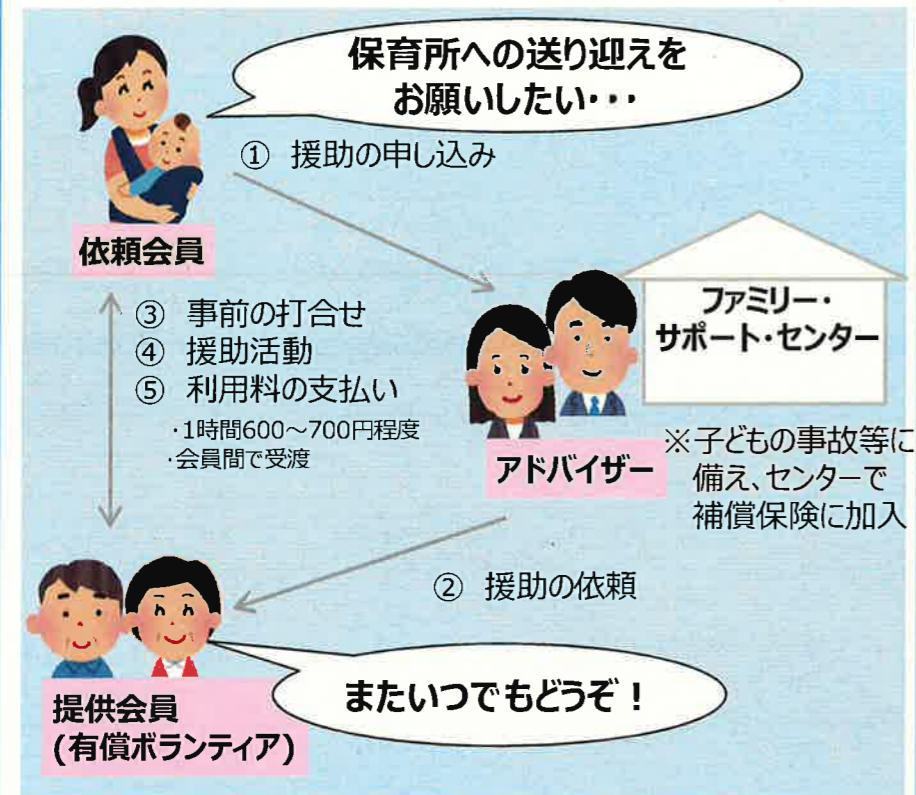 保育所への送り迎えを
お願いしたい･･･
① 援助の申し込み
依頼会員
ファミリー・
サポート・センター
③ 事前の打合せ
④ 援助活動
⑤ 利用料の支払い
・1時間600～700円程度
・会員間で受渡
アドバイザー
※子どもの事故等に
備え、センターで
補償保険に加入
② 援助の依頼
またいつでもどうぞ！
提供会員
(有償ボランティア)